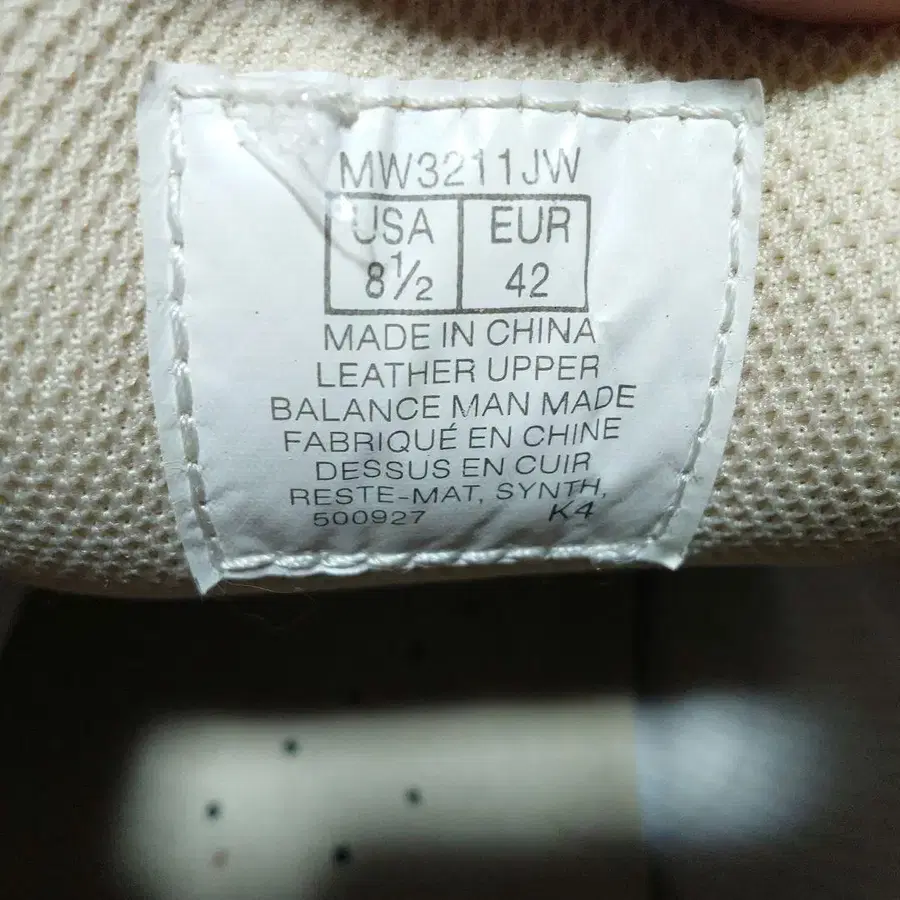 MW3211JW
USA EUR
8½ 42
MADE IN CHINA
LEATHER UPPER
BALANCE MAN MADE
FABRIQUÉ EN CHINE
DESSUS EN CUIR
RESTE-MAT, SYNTH,
500927 K4